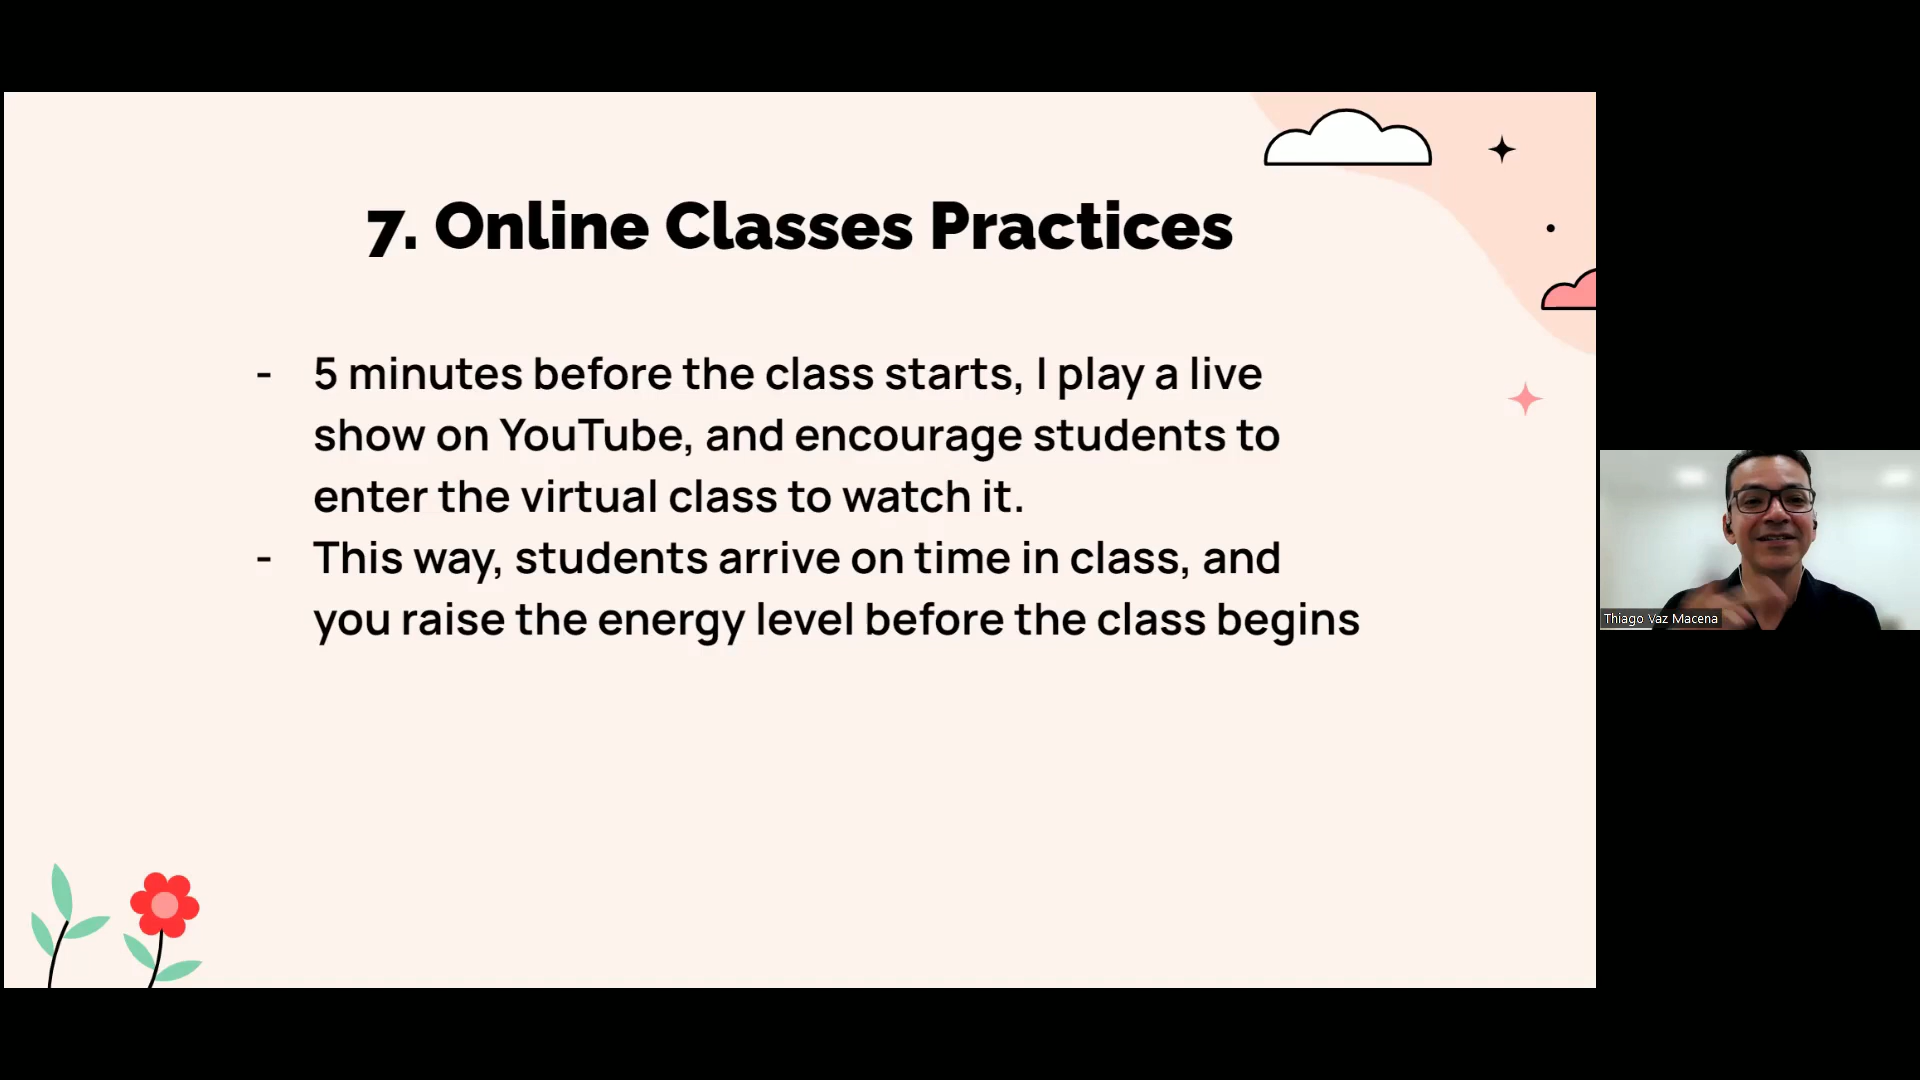 7. Online Classes Practices
- 5 minutes before the class starts, I play a live
show on YouTube, and encourage students to
enter the virtual class to watch it.
- This way, students arrive on time in class, and
you raise the energy level before the class begins
Thiago Vaz Macena